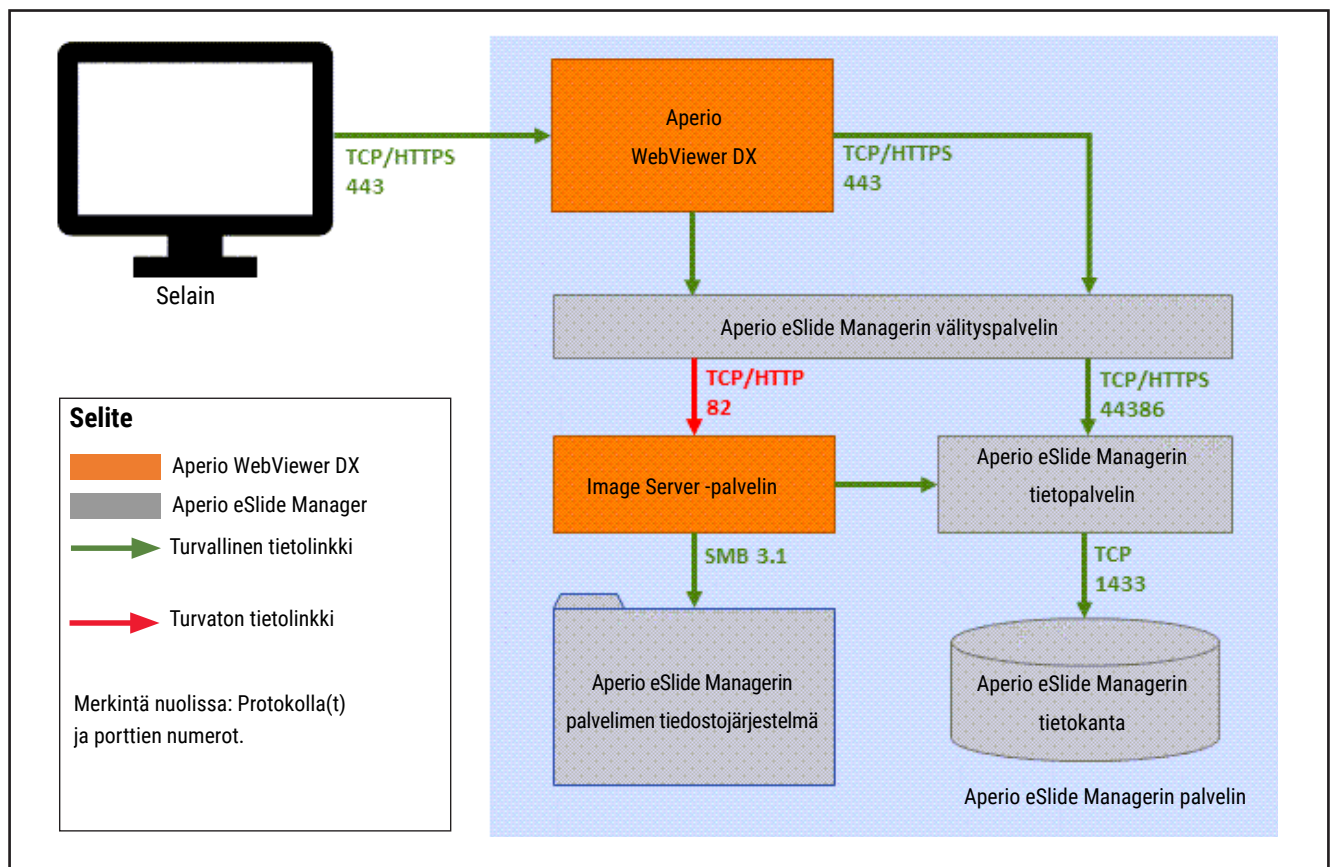 Aperio
WebViewer DX
TCP/HTTPS
443
TCP/HTTPS
443
Selain
Aperio eSlide Managerin välityspalvelin
TCP/HTTP
82
TCP/HTTPS
44386
Image Server -palvelin
Aperio eSlide Managerin
tietopalvelin
SMB 3.1
TCP
1433
Aperio eSlide Managerin
palvelimen tiedostojärjestelmä
Aperio eSlide Managerin
tietokanta
Aperio eSlide Managerin palvelin
Selite
Aperio WebViewer DX
Aperio eSlide Manager
Turvallinen tietolinkki
Turvaton tietolinkki
Merkintä nuolissa: Protokolla(t)
ja porttien numerot.